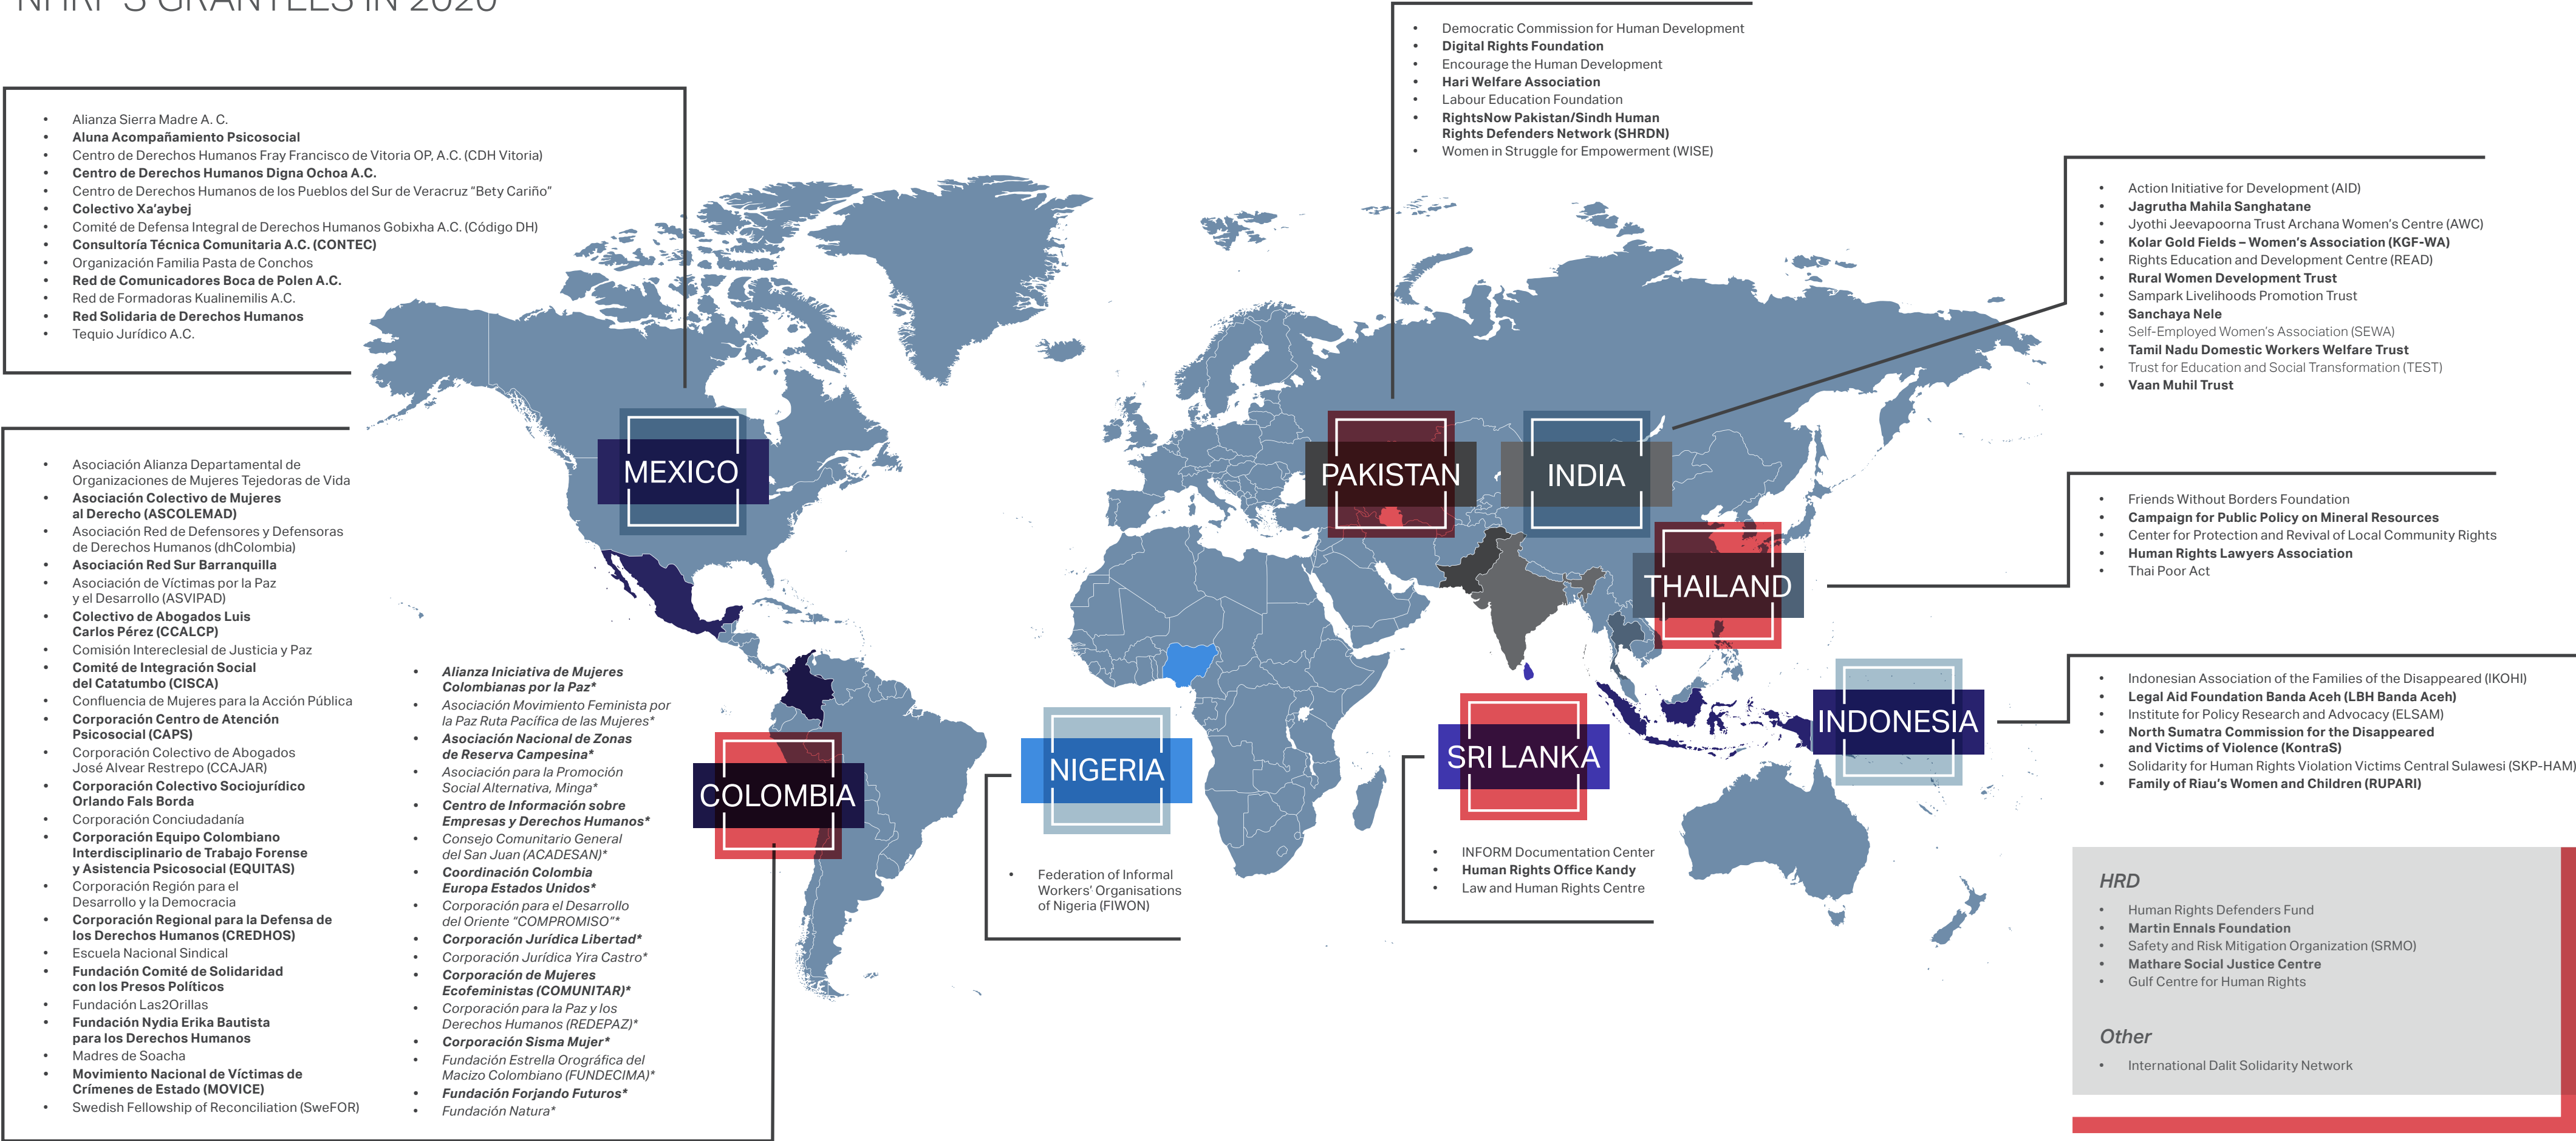 NHRF'S GRANTEES IN 2020
• Alianza Sierra Madre A. C.
• Aluna Acompañamiento Psicosocial
• Centro de Derechos Humanos Fray Francisco de Vitoria OP, A.C. (CDH Vitoria)
• Centro de Derechos Humanos Digna Ochoa A.C.
• Centro de Derechos Humanos de los Pueblos del Sur de Veracruz "Bety Cariño"
• Colectivo Xa'aybej
• Comité de Defensa Integral de Derechos Humanos Gobixha A.C. (Código DH)
• Consultoría Técnica Comunitaria A.C. (CONTEC)
• Organización Familia Pasta de Conchos
• Red de Comunicadores Boca de Polen A.C.
• Red de Formadoras Kualinemilis A.C.
• Red Solidaria de Derechos Humanos
• Tequio Jurídico A.C.
• Democratic Commission for Human Development
• Digital Rights Foundation
• Encourage the Human Development
• Hari Welfare Association
• Labour Education Foundation
• RightsNow Pakistan/Sindh Human
Rights Defenders Network (SHRDN)
• Women in Struggle for Empowerment (WISE)
• Action Initiative for Development (AID)
• Jagrutha Mahila Sanghatane
• Jyothi Jeevapoorna Trust Archana Women's Centre (AWC)
• Kolar Gold Fields – Women's Association (KGF-WA)
• Rights Education and Development Centre (READ)
• Rural Women Development Trust
• Sampark Livelihoods Promotion Trust
• Sanchaya Nele
• Self-Employed Women's Association (SEWA)
• Tamil Nadu Domestic Workers Welfare Trust
• Trust for Education and Social Transformation (TEST)
• Vaan Muhil Trust
MEXICO
PAKISTAN
INDIA
THAILAND
• Friends Without Borders Foundation
• Campaign for Public Policy on Mineral Resources
• Center for Protection and Revival of Local Community Rights
• Human Rights Lawyers Association
• Thai Poor Act
• Asociación Alianza Departamental de
Organizaciones de Mujeres Tejedoras de Vida
• Asociación Colectivo de Mujeres
al Derecho (ASCOLEMAD)
• Asociación Red de Defensores y Defensoras
de Derechos Humanos (dhColombia)
• Asociación Red Sur Barranquilla
• Asociación de Víctimas por la Paz
y el Desarrollo (ASVIPAD)
• Colectivo de Abogados Luis
Carlos Pérez (CCALCP)
• Comisión Intereclesial de Justicia y Paz
• Comité de Integración Social
del Catatumbo (CISCA)
• Confluencia de Mujeres para la Acción Pública
• Corporación Centro de Atención
Psicosocial (CAPS)
• Corporación Colectivo de Abogados
José Alvear Restrepo (CCAJAR)
• Corporación Colectivo Sociojurídico
Orlando Fals Borda
• Corporación Conciudadanía
• Corporación Equipo Colombiano
Interdisciplinario de Trabajo Forense
y Asistencia Psicosocial (EQUITAS)
• Corporación Región para el
Desarrollo y la Democracia
• Corporación Regional para la Defensa de
los Derechos Humanos (CREDHOS)
• Escuela Nacional Sindical
• Fundación Comité de Solidaridad
con los Presos Políticos
• Fundación Las2Orillas
• Fundación Nydia Erika Bautista
para los Derechos Humanos
• Madres de Soacha
• Movimiento Nacional de Víctimas de
Crímenes de Estado (MOVICE)
• Swedish Fellowship of Reconciliation (SweFOR)
• Alianza Iniciativa de Mujeres
Colombianas por la Paz*
• Asociación Movimiento Feminista por
la Paz Ruta Pacífica de las Mujeres*
• Asociación Nacional de Zonas
de Reserva Campesina*
• Asociación para la Promoción
Social Alternativa, Minga*
• Centro de Información sobre
Empresas y Derechos Humanos*
• Consejo Comunitario General
del San Juan (ACADESAN)*
• Coordinación Colombia
Europa Estados Unidos*
• Corporación para el Desarrollo
del Oriente "COMPROMISO"*
• Corporación Jurídica Libertad*
• Corporación Jurídica Yira Castro*
• Corporación de Mujeres
Ecofeministas (COMUNITAR)*
• Corporación para la Paz y los
Derechos Humanos (REDEPAZ)*
• Corporación Sisma Mujer*
• Fundación Estrella Orográfica del
Macizo Colombiano (FUNDECIMA)*
• Fundación Forjando Futuros*
• Fundación Natura*
COLOMBIA
NIGERIA
• Federation of Informal
Workers' Organisations
of Nigeria (FIWON)
SRI LANKA
• INFORM Documentation Center
• Human Rights Office Kandy
• Law and Human Rights Centre
INDONESIA
• Indonesian Association of the Families of the Disappeared (IKOHI)
• Legal Aid Foundation Banda Aceh (LBH Banda Aceh)
• Institute for Policy Research and Advocacy (ELSAM)
• North Sumatra Commission for the Disappeared
and Victims of Violence (KontraS)
• Solidarity for Human Rights Violation Victims Central Sulawesi (SKP-HAM)
• Family of Riau's Women and Children (RUPARI)
HRD
• Human Rights Defenders Fund
• Martin Ennals Foundation
• Safety and Risk Mitigation Organization (SRMO)
• Mathare Social Justice Centre
• Gulf Centre for Human Rights
Other
• International Dalit Solidarity Network